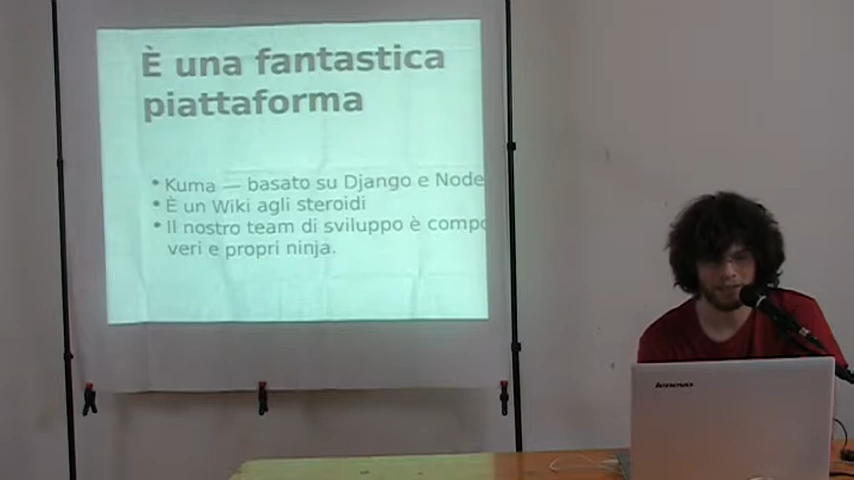 È una fantastica
piattaforma
• Kuma — basato su Django e Node
• È un Wiki agli steroidi
• Il nostro team di sviluppo è compo
veri e propri ninja.
lenovo